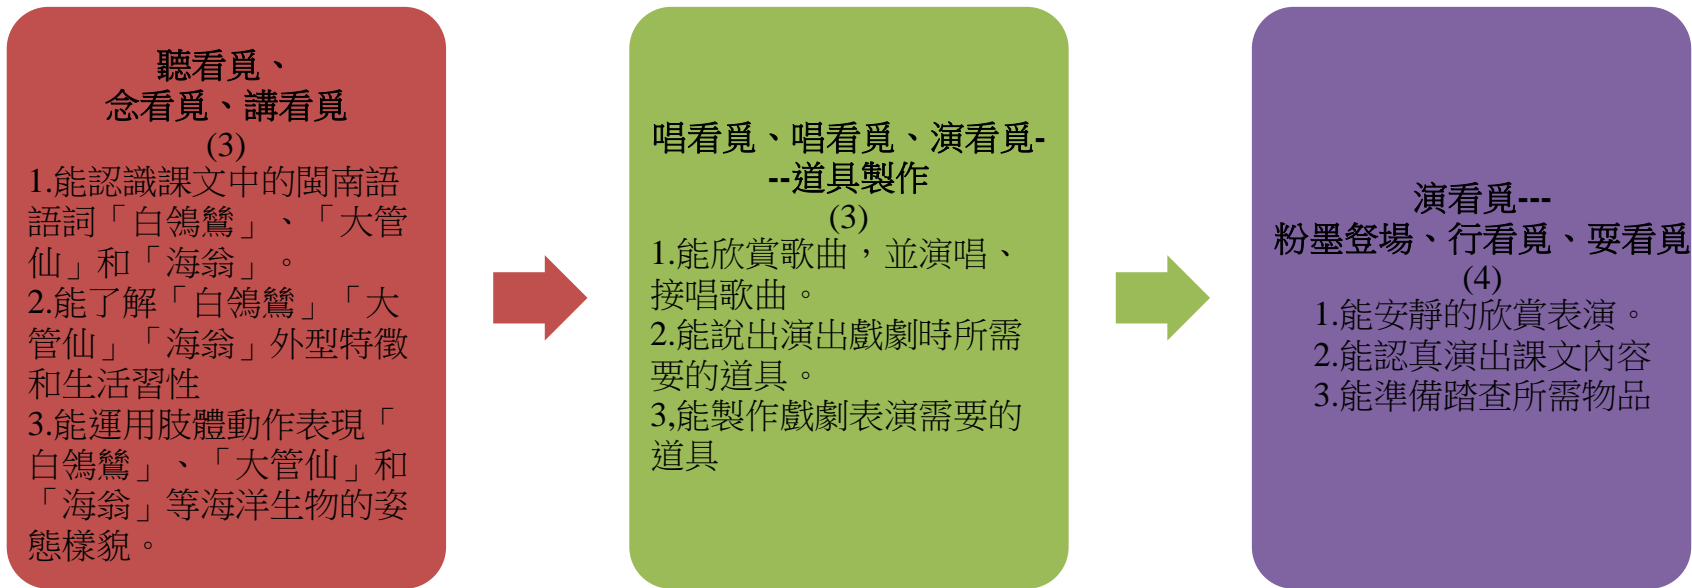 聽看覓、
念看覓、講看覓
(3)
1.能認識課文中的閩南語
語詞「白鴒鷥」、「大管
仙」和「海翁」。
2.能了解「白鴒鷥」「大
管仙」「海翁」外型特徵
和生活習性
3.能運用肢體動作表現「
白鴒鷥」、「大管仙」和
「海翁」等海洋生物的姿
態樣貌。
唱看覓、唱看覓、演看覓-
--道具製作
(3)
1.能欣賞歌曲，並演唱、
接唱歌曲。
2.能說出演出戲劇時所需
要的道具。
3,能製作戲劇表演需要的
道具
演看覓---
粉墨登場、行看覓、耍看覓
(4)
1.能安靜的欣賞表演。
2.能認真演出課文內容
3.能準備踏查所需物品